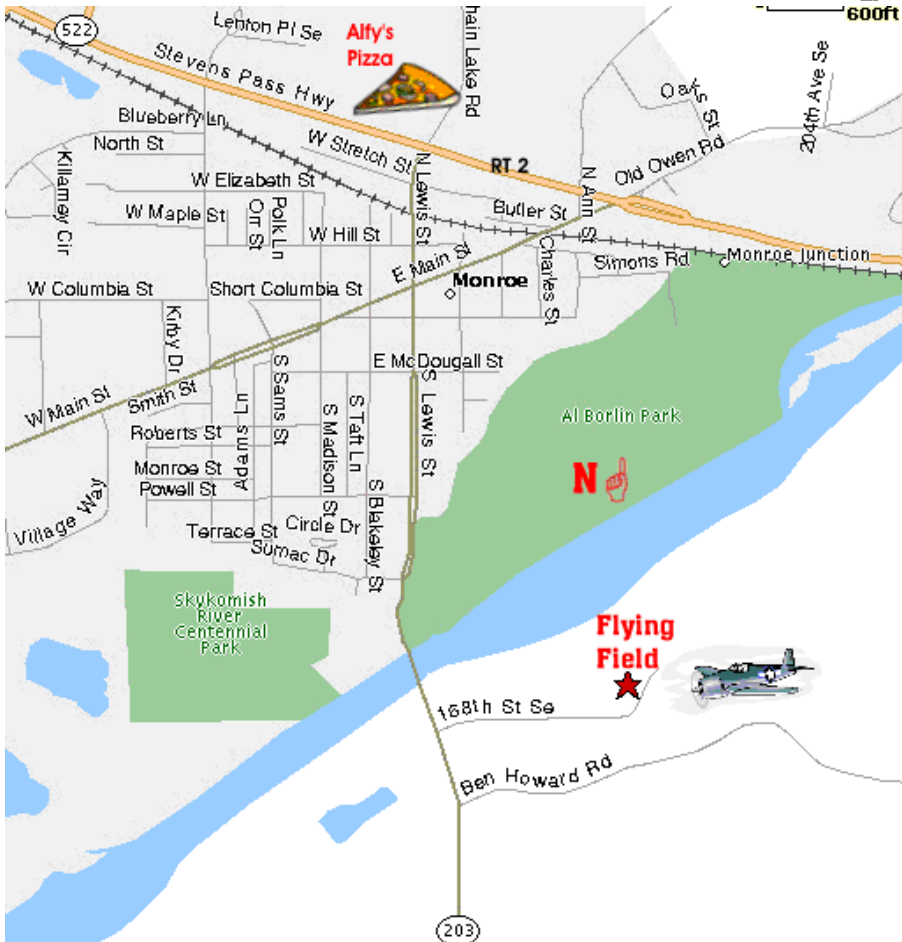 600ft
522
Lenton Pl Se
Alfy's
Pizza
hain Lake Rd
Stevens Pass Hwy
204th Ave Se
Blueberry Ln
North St
W Stretch St
RT 2
N Ann St
Old Owen Rd
Killarney Cir
W Elizabeth St
N Lewis St
Butler St
W Maple St
Orr St
Polk Ln
W Hill St
E Main St
Charles St
Simons Rd
Monroe Junction
Monroe
W Columbia St
Short Columbia St
Kirby Dr
E McDougall St
W Main St
Smith St
S Sams St
S Lewis St
Al Borlin Park
Roberts St
Adams Ln
S Madison St
S Taft Ln
Monroe St
Powell St
N
Village Way
Terrace St
Circle Dr
S Blakeley St
Sumac Dr
Skykomish
River
Centennial
Park
Flying
Field
168th St Se
Ben Howard Rd
203